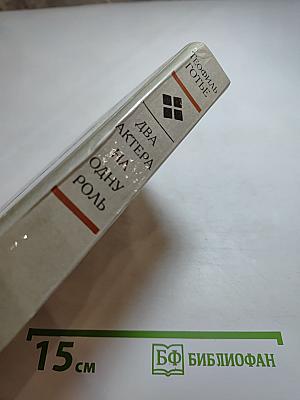 ТЕОФИЛЬ
ГОТЬЕ
ДВА
АКТЕРА
НА
ОДНУ
РОЛЬ
15 см
БФ БИБЛИОФАН